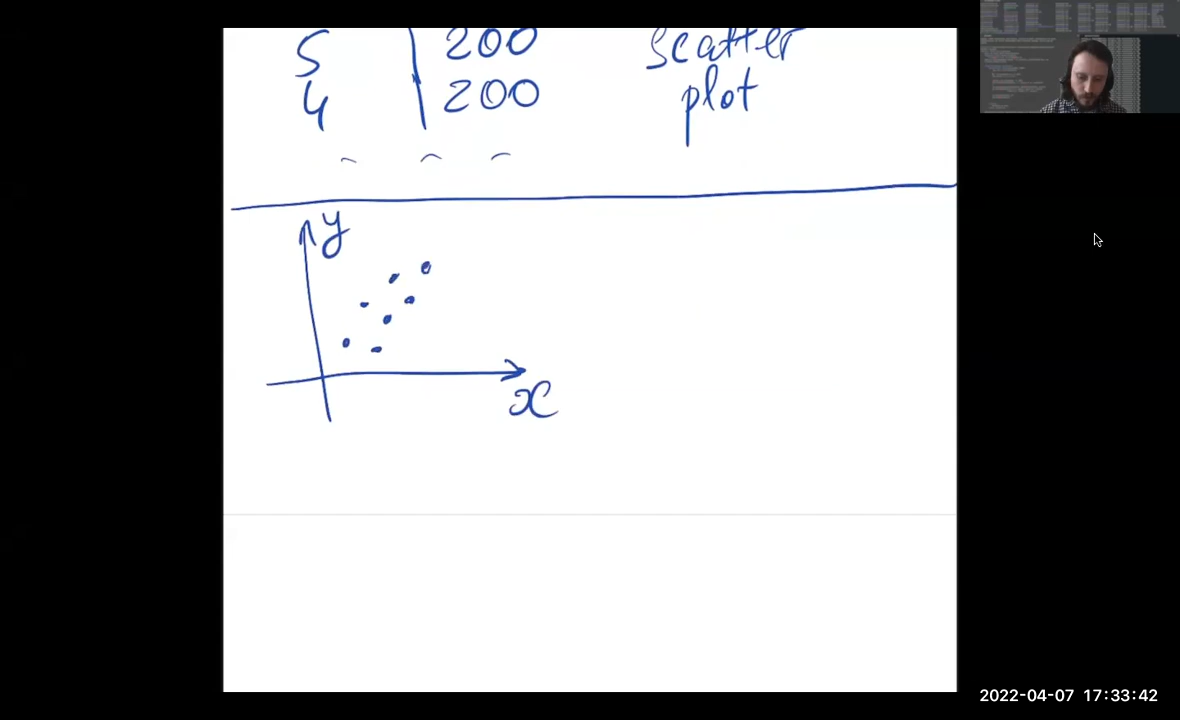 5 | 200 scatter
4 | 200 plot
y
x
2022-04-07 17:33:42